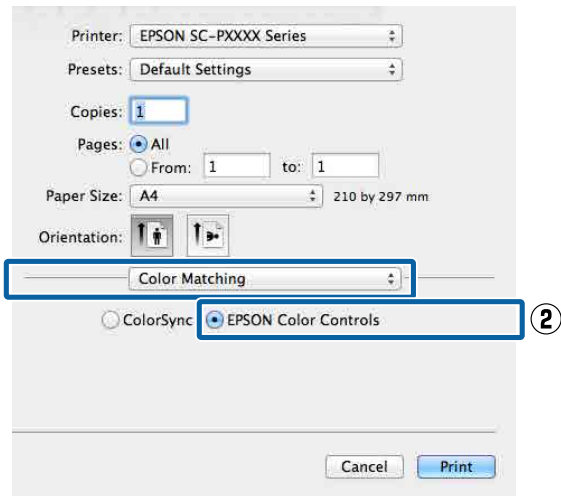 Printer: EPSON SC-PXXXX Series
Presets: Default Settings
Copies: 1
Pages: All
From: 1 to: 1
Paper Size: A4 210 by 297 mm
Orientation:
Color Matching
ColorSync EPSON Color Controls
2
Cancel Print